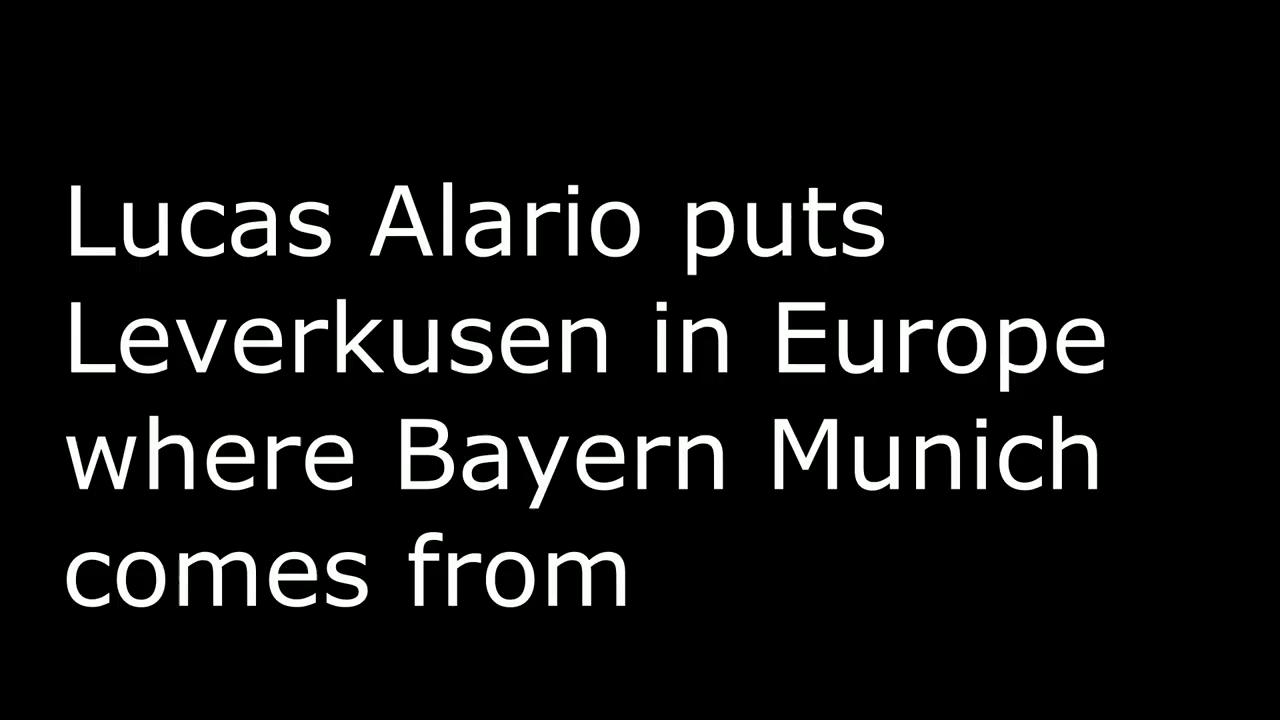 Lucas Alario puts
Leverkusen in Europe
where Bayern Munich
comes from